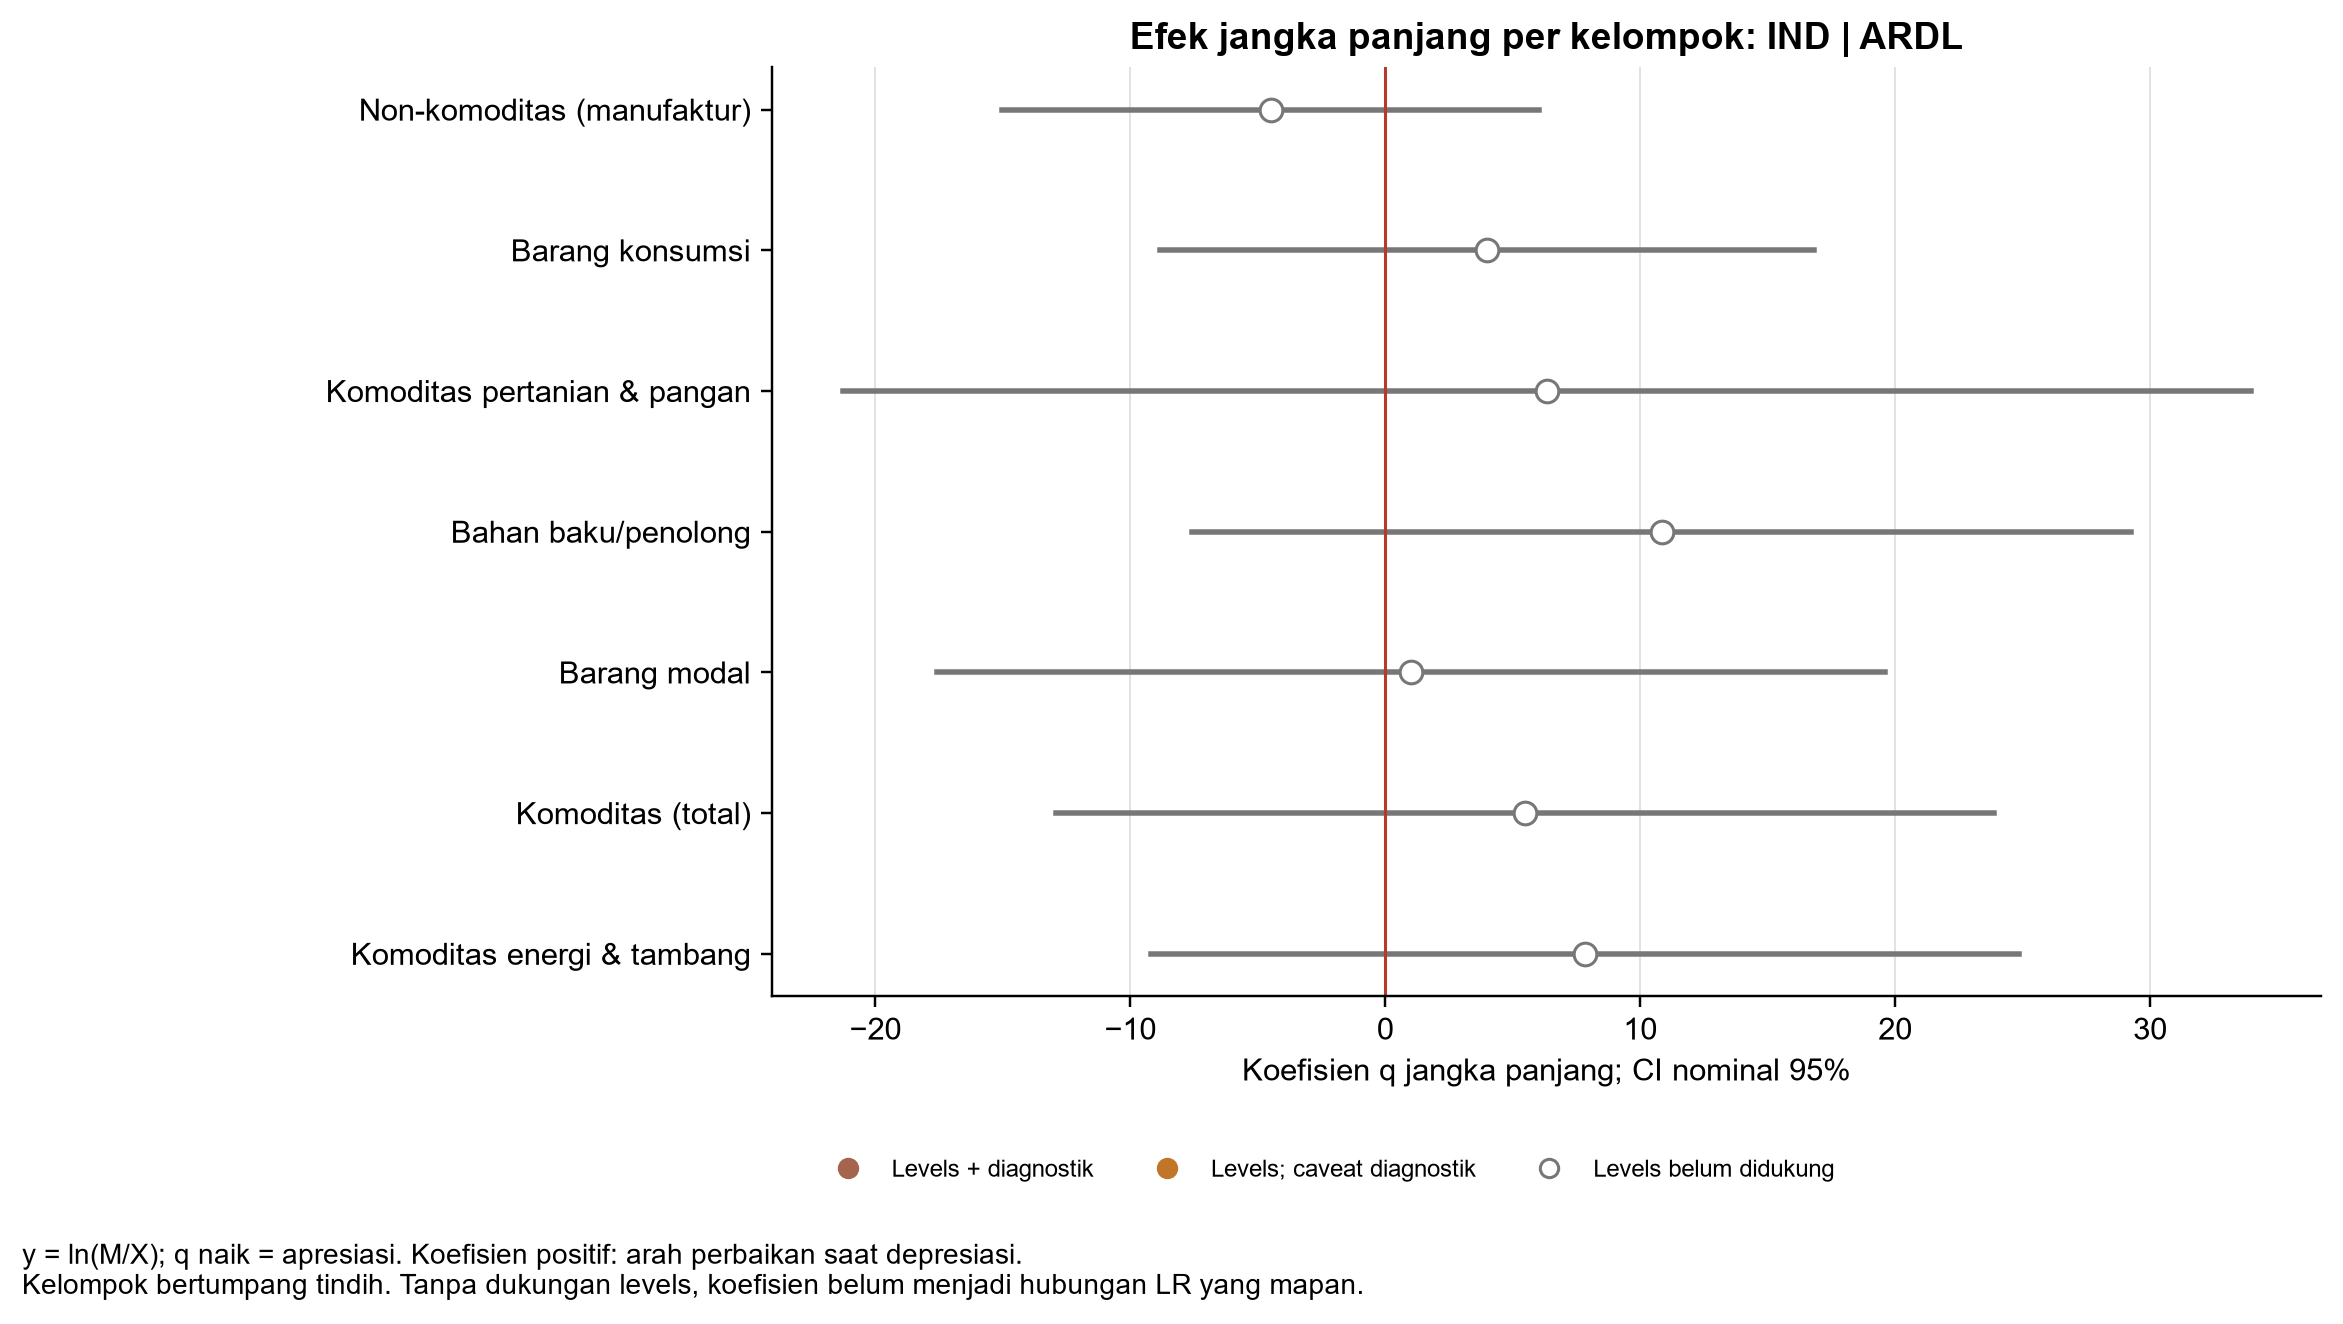 Efek jangka panjang per kelompok: IND | ARDL
Non-komoditas (manufaktur)
Barang konsumsi
Komoditas pertanian & pangan
Bahan baku/penolong
Barang modal
Komoditas (total)
Komoditas energi & tambang
−20
−10
0
10
20
30
Koefisien q jangka panjang; CI nominal 95%
Levels + diagnostik
Levels; caveat diagnostik
Levels belum didukung
y = ln(M/X); q naik = apresiasi. Koefisien positif: arah perbaikan saat depresiasi.
Kelompok bertumpang tindih. Tanpa dukungan levels, koefisien belum menjadi hubungan LR yang mapan.